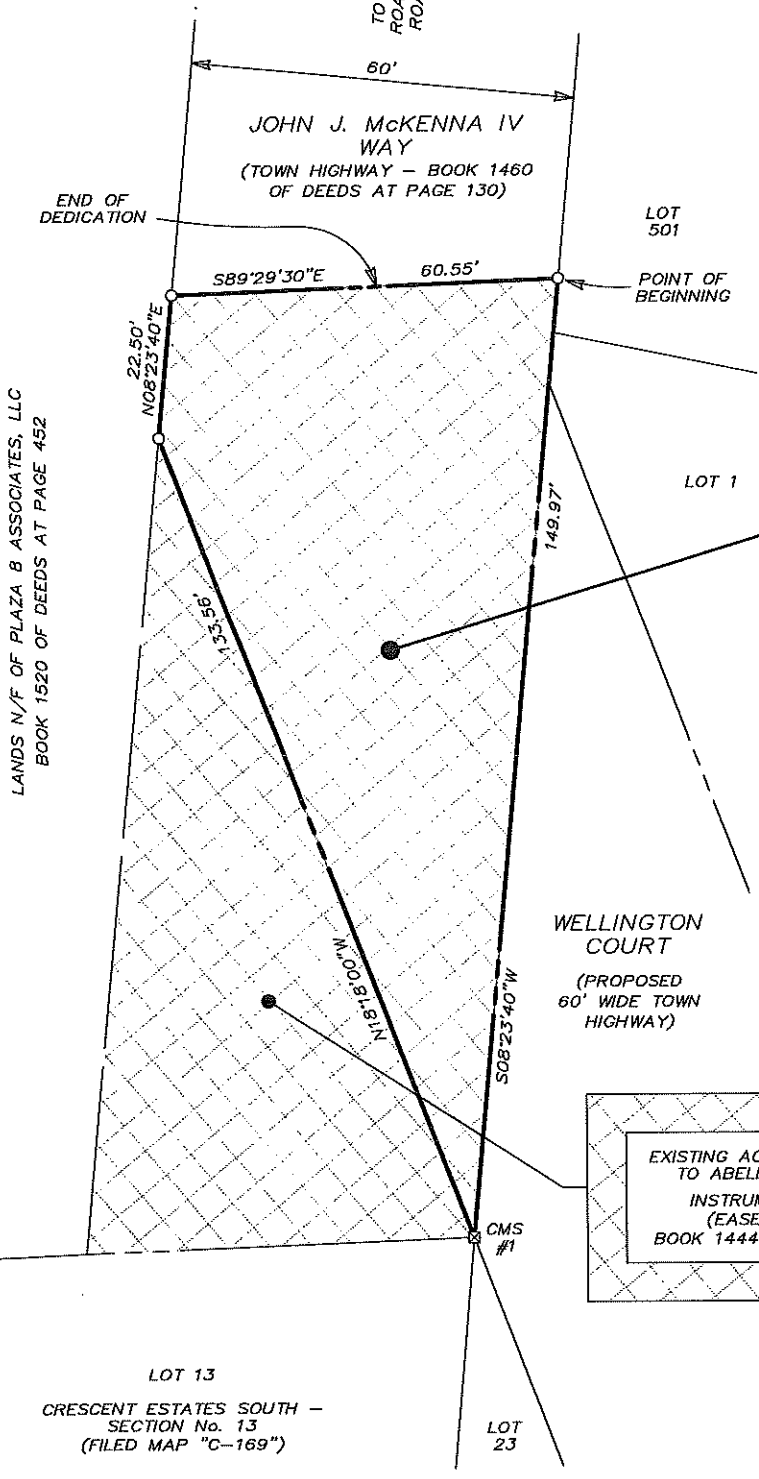 TO
ROA
ROA
60'
JOHN J. McKENNA IV
WAY
(TOWN HIGHWAY – BOOK 1460
OF DEEDS AT PAGE 130)
END OF
DEDICATION
LOT
501
S89°29'30"E
60.55'
POINT OF
BEGINNING
22.50'
N08°23'40"E
LANDS N/F OF PLAZA 8 ASSOCIATES, LLC
BOOK 1520 OF DEEDS AT PAGE 452
LOT 1
149.97'
133.56'
WELLINGTON
COURT
(PROPOSED
60' WIDE TOWN
HIGHWAY)
N18°18'00"W
S08°23'40"W
EXISTING AC
TO ABELE
INSTRUM
(EASE
BOOK 1444
CMS
#1
LOT 13
CRESCENT ESTATES SOUTH –
SECTION No. 13
(FILED MAP "C–169")
LOT
23